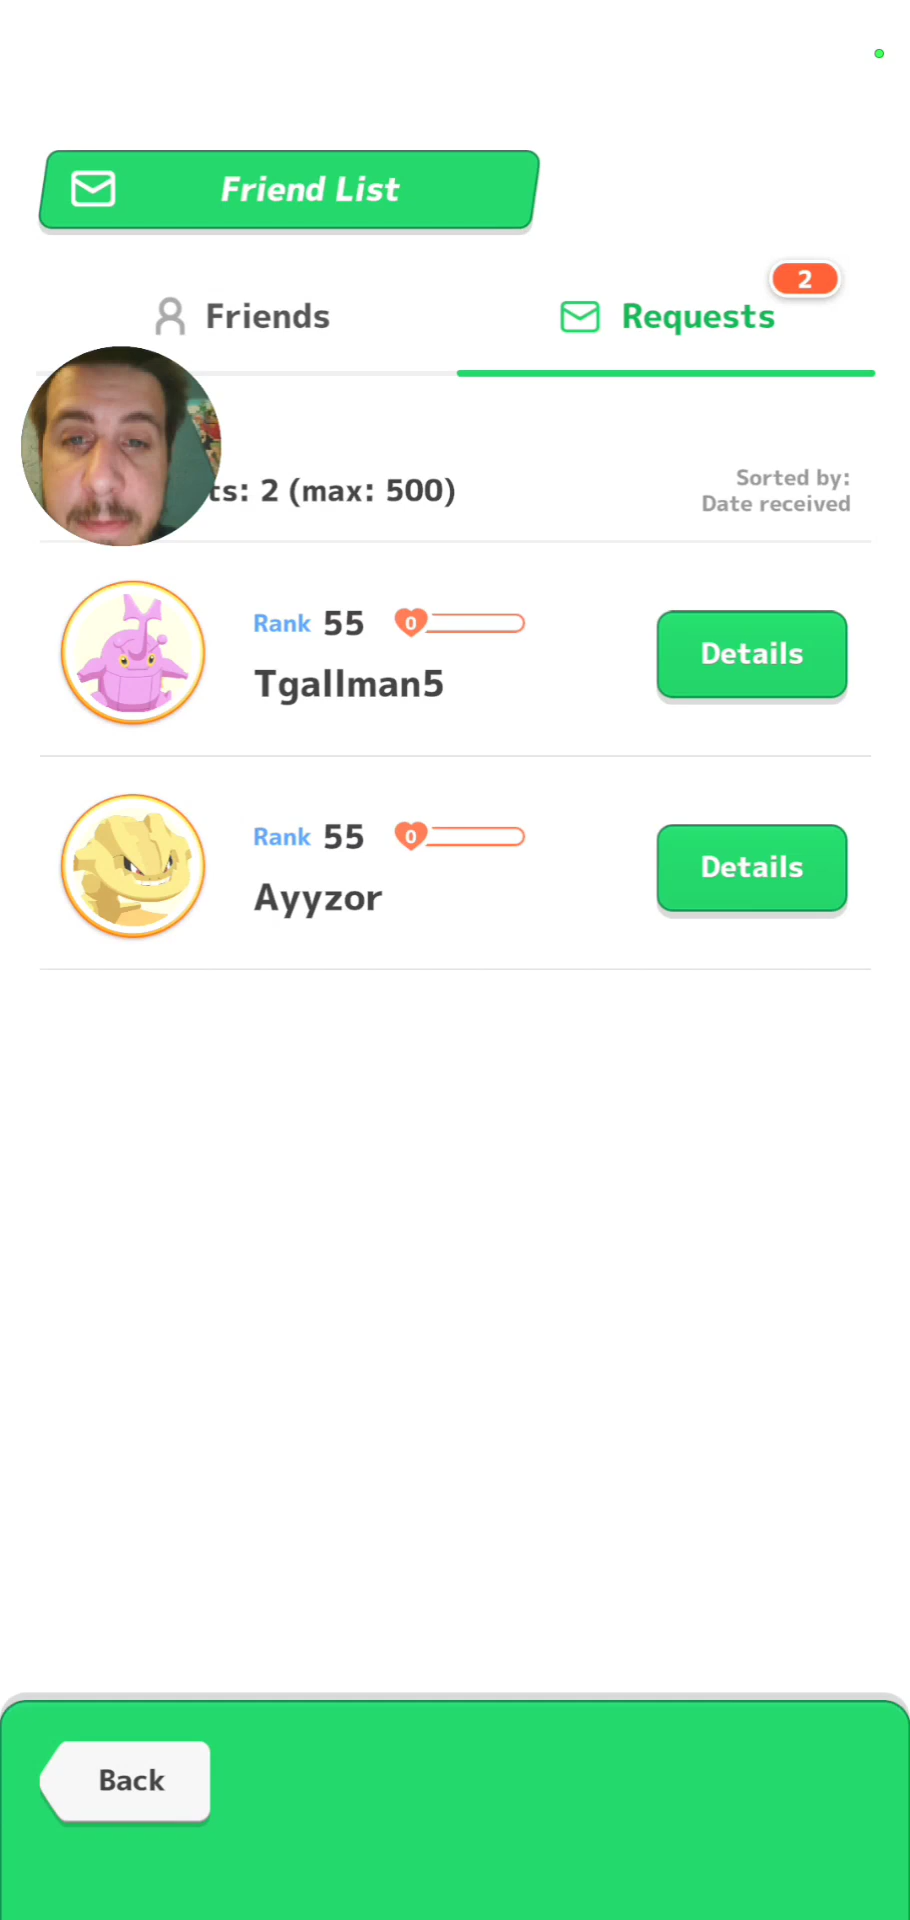 Friend List
Friends
Requests
2
ts: 2 (max: 500)
Sorted by:
Date received
Rank 55 0
Tgallman5
Details
Rank 55 0
Ayyzor
Details
Back